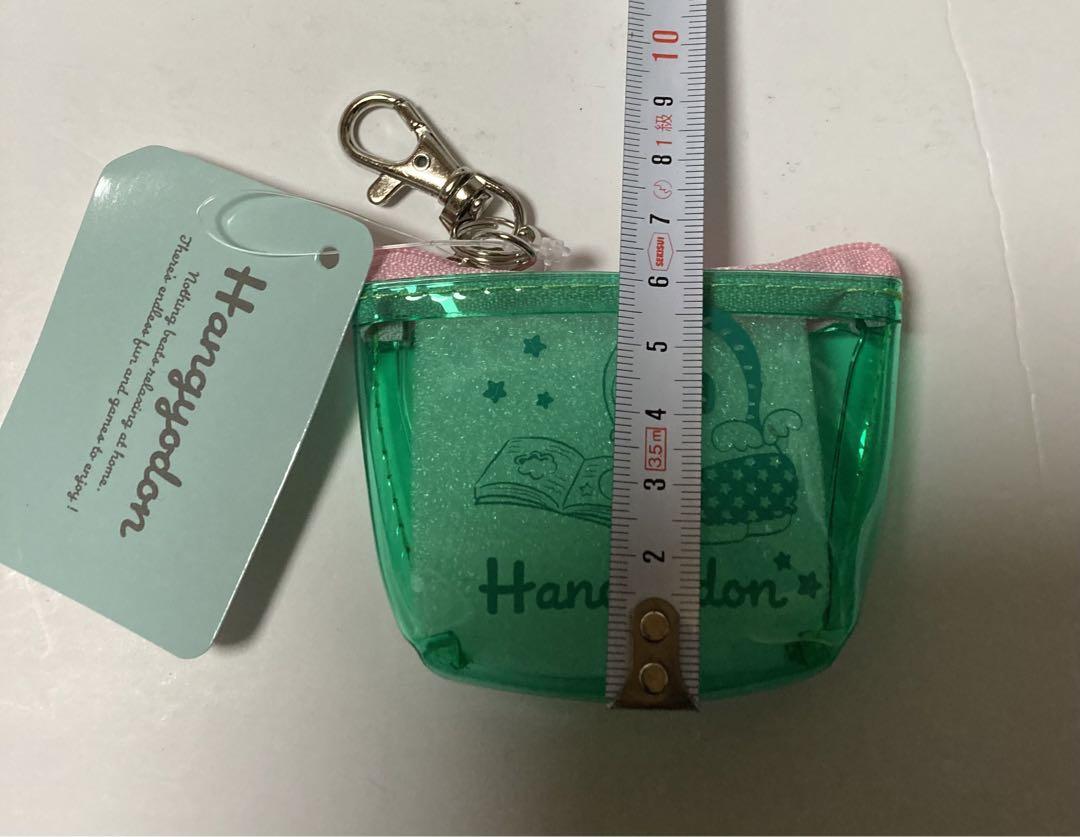 Hangyodon
Nothing beats relaxing at home.
There's endless fun and games to enjoy!
10
9
1級
8
7
SEKISUI
6
5
4
3.5m
3
2
Han
don